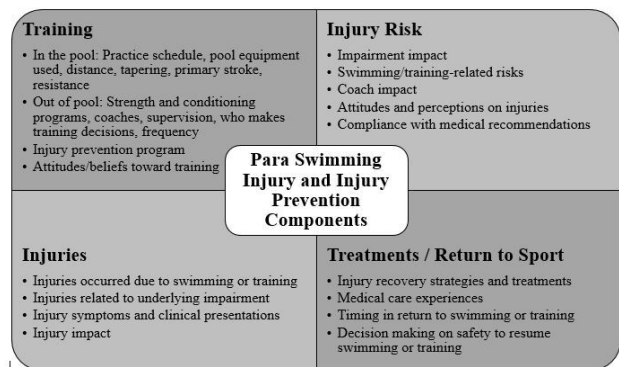 Training
• In the pool: Practice schedule, pool equipment
used, distance, tapering, primary stroke,
resistance
• Out of pool: Strength and conditioning
programs, coaches, supervision, who makes
training decisions, frequency
• Injury prevention program
• Attitudes/beliefs toward training
Injury Risk
• Impairment impact
• Swimming/training-related risks
• Coach impact
• Attitudes and perceptions on injuries
• Compliance with medical recommendations
Para Swimming
Injury and Injury
Prevention
Components
Injuries
• Injuries occurred due to swimming or training
• Injuries related to underlying impairment
• Injury symptoms and clinical presentations
• Injury impact
Treatments / Return to Sport
• Injury recovery strategies and treatments
• Medical care experiences
• Timing in return to swimming or training
• Decision making on safety to resume
swimming or training